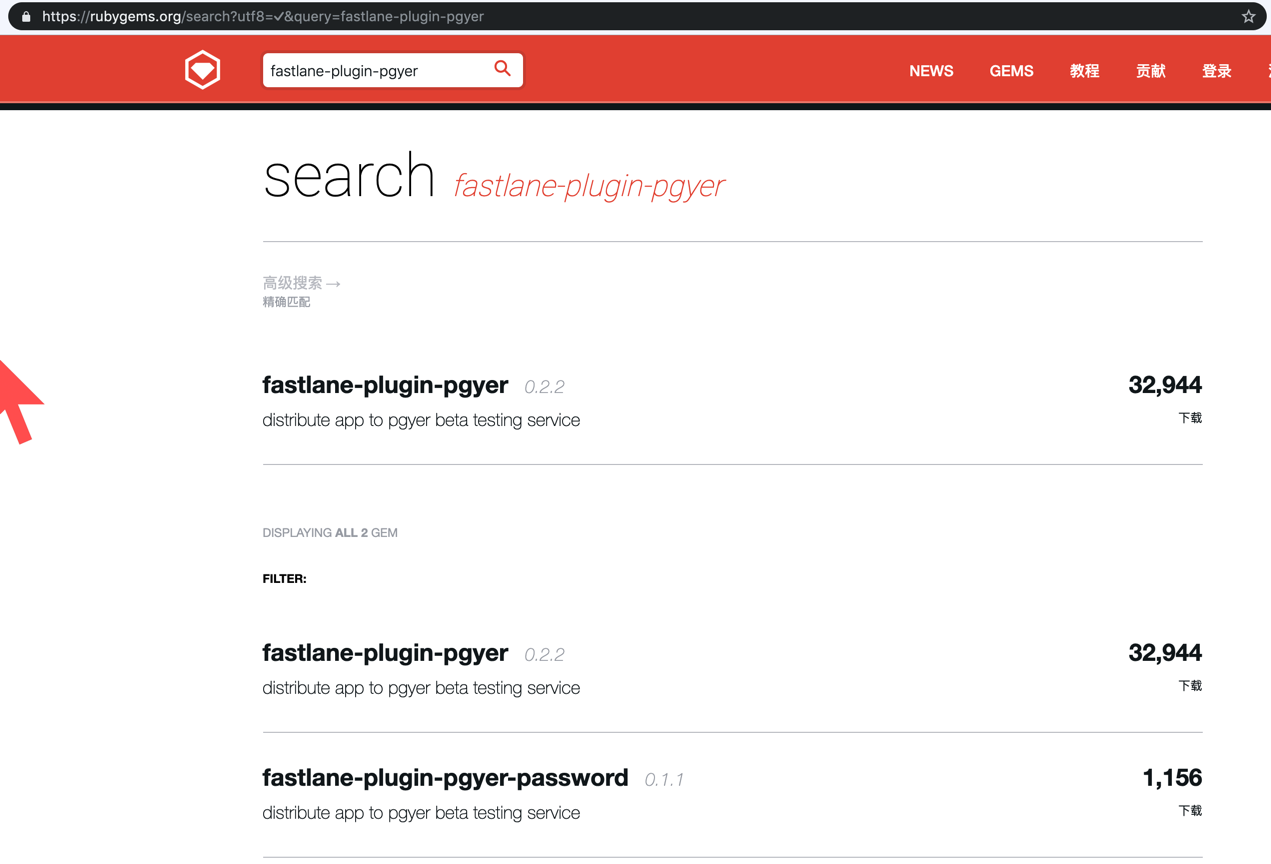 https://rubygems.org/search?utf8=✓&query=fastlane-plugin-pgyer
fastlane-plugin-pgyer
NEWS GEMS 教程 贡献 登录
search fastlane-plugin-pgyer
高级搜索 →
精确匹配
fastlane-plugin-pgyer 0.2.2 32,944
distribute app to pgyer beta testing service 下载
DISPLAYING ALL 2 GEM
FILTER:
fastlane-plugin-pgyer 0.2.2 32,944
distribute app to pgyer beta testing service 下载
fastlane-plugin-pgyer-password 0.1.1 1,156
distribute app to pgyer beta testing service 下载